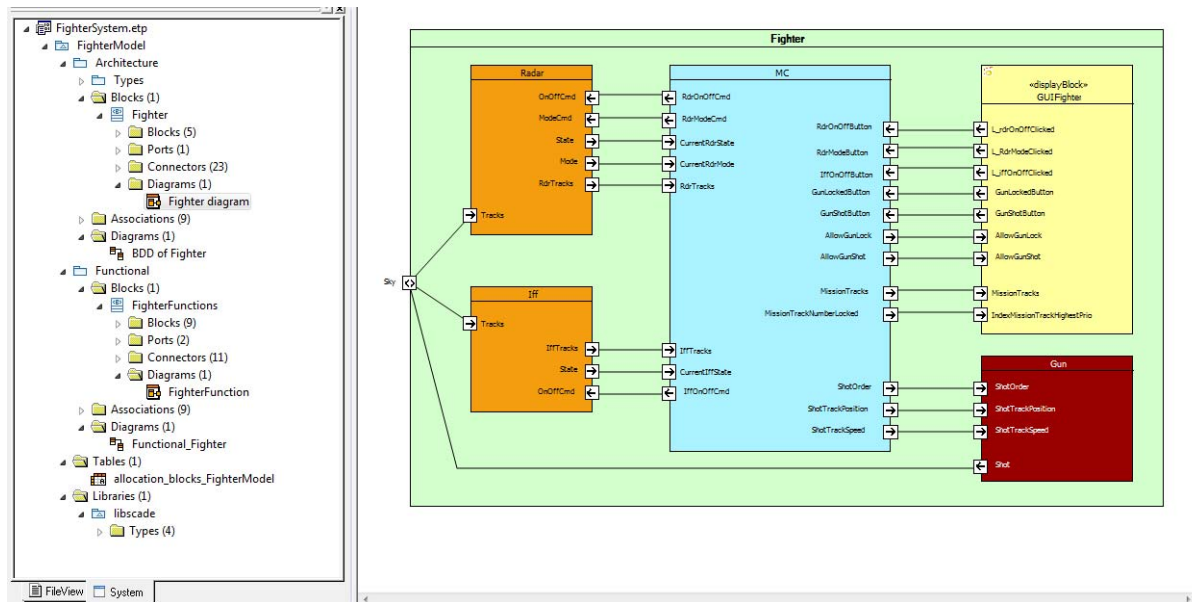 FighterSystem.etp
FighterModel
Architecture
Types
Blocks (1)
Fighter
Blocks (5)
Ports (1)
Connectors (23)
Diagrams (1)
Fighter diagram
Associations (9)
Diagrams (1)
BDD of Fighter
Functional
Blocks (1)
FighterFunctions
Blocks (9)
Ports (2)
Connectors (11)
Diagrams (1)
FighterFunction
Associations (9)
Diagrams (1)
Functional_Fighter
Tables (1)
allocation_blocks_FighterModel
Libraries (1)
libscade
Types (4)
FileView
System
Fighter
Radar
OnOffCmd
ModeCmd
State
Mode
RdrTracks
Tracks
Sky
Iff
Tracks
IffTracks
State
OnOffCmd
MC
RdrOnOffCmd
RdrModeCmd
CurrentRdrState
CurrentRdrMode
RdrTracks
IffTracks
CurrentIffState
IffOnOffCmd
RdrOnOffButton
RdrModeButton
IffOnOffButton
GunLockedButton
GunShotButton
AllowGunLock
AllowGunShot
MissionTracks
MissionTrackNumberLocked
ShotOrder
ShotTrackPosition
ShotTrackSpeed
«displayBlock»
GUIFighter
L_rdrOnOffClicked
L_RdrModeClicked
L_iffOnOffClicked
GunLockedButton
GunShotButton
AllowGunLock
AllowGunShot
MissionTracks
IndexMissionTrackHighestPrio
Gun
ShotOrder
ShotTrackPosition
ShotTrackSpeed
Shot